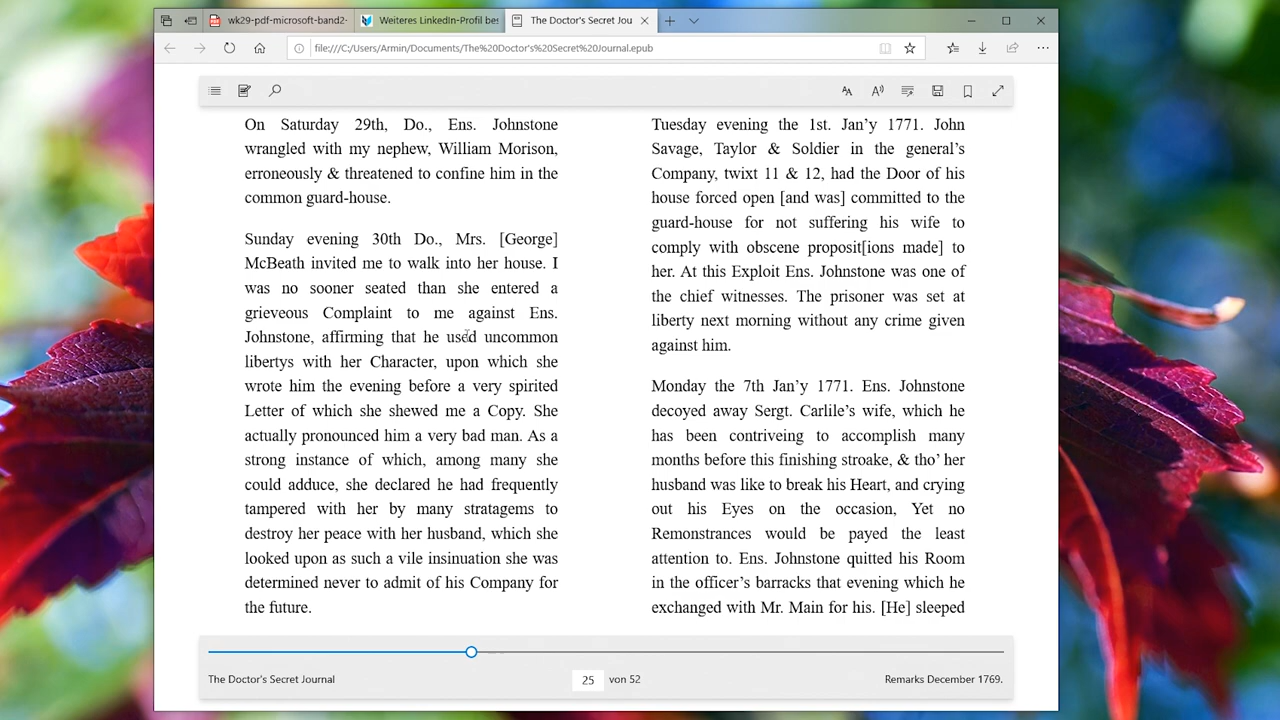 wk29-pdf-microsoft-band2-
Weiteres LinkedIn-Profil bes
The Doctor's Secret Jou
file:///C:/Users/Armin/Documents/The%20Doctor's%20Secret%20Journal.epub
On Saturday 29th, Do., Ens. Johnstone
wrangled with my nephew, William Morison,
erroneously & threatened to confine him in the
common guard-house.
Sunday evening 30th Do., Mrs. [George]
McBeath invited me to walk into her house. I
was no sooner seated than she entered a
grieveous Complaint to me against Ens.
Johnstone, affirming that he used uncommon
libertys with her Character, upon which she
wrote him the evening before a very spirited
Letter of which she shewed me a Copy. She
actually pronounced him a very bad man. As a
strong instance of which, among many she
could adduce, she declared he had frequently
tampered with her by many stratagems to
destroy her peace with her husband, which she
looked upon as such a vile insinuation she was
determined never to admit of his Company for
the future.
Tuesday evening the 1st. Jan’y 1771. John
Savage, Taylor & Soldier in the general’s
Company, twixt 11 & 12, had the Door of his
house forced open [and was] committed to the
guard-house for not suffering his wife to
comply with obscene proposit[ions made] to
her. At this Exploit Ens. Johnstone was one of
the chief witnesses. The prisoner was set at
liberty next morning without any crime given
against him.
Monday the 7th Jan’y 1771. Ens. Johnstone
decoyed away Sergt. Carlile’s wife, which he
has been contriveing to accomplish many
months before this finishing stroake, & tho’ her
husband was like to break his Heart, and crying
out his Eyes on the occasion, Yet no
Remonstrances would be payed the least
attention to. Ens. Johnstone quitted his Room
in the officer’s barracks that evening which he
exchanged with Mr. Main for his. [He] sleeped
The Doctor's Secret Journal
25 von 52
Remarks December 1769.